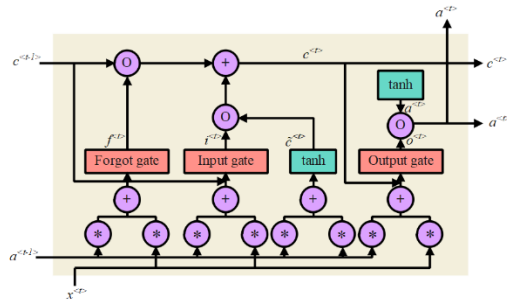 a<t>
c<t-1>
O
+
c<t>
c<t>
tanh
a<t>
f<t>
O
i<t>
c̃<t>
O
o<t>
a<t
Forgot gate
Input gate
tanh
Output gate
+
+
+
+
*
*
*
*
*
*
*
*
a<t-1>
x<t>